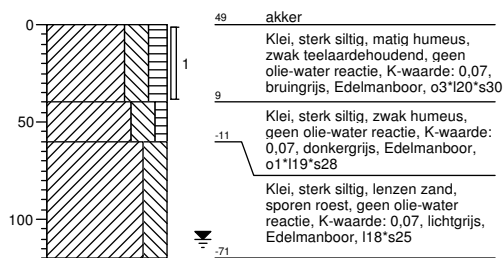 0
50
100
1
49 akker
Klei, sterk siltig, matig humeus,
zwak teelaardehoudend, geen
olie-water reactie, K-waarde: 0,07,
bruingrijs, Edelmanboor, o3*l20*s30
9
Klei, sterk siltig, zwak humeus,
geen olie-water reactie, K-waarde:
0,07, donkergrijs, Edelmanboor,
o1*l19*s28
-11
Klei, sterk siltig, lenzen zand,
sporen roest, geen olie-water
reactie, K-waarde: 0,07, lichtgrijs,
Edelmanboor, l18*s25
-71